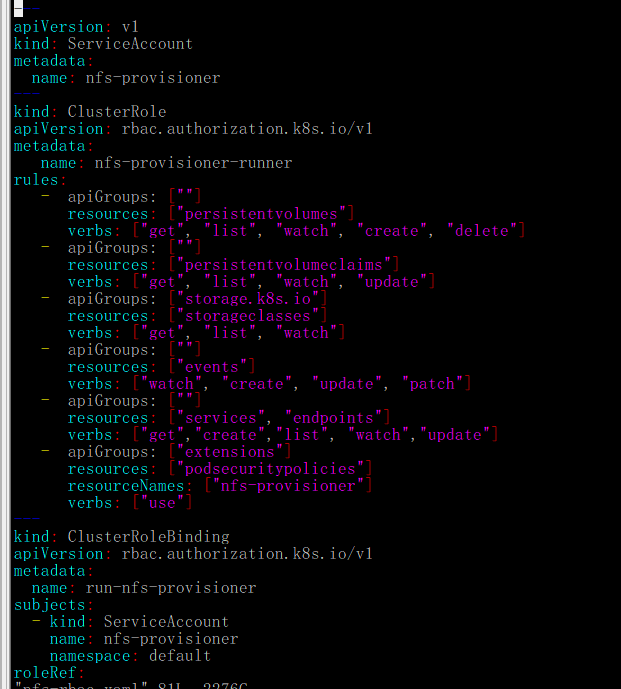 ---
apiVersion: v1
kind: ServiceAccount
metadata:
  name: nfs-provisioner
---
kind: ClusterRole
apiVersion: rbac.authorization.k8s.io/v1
metadata:
   name: nfs-provisioner-runner
rules:
   -  apiGroups: [""]
      resources: ["persistentvolumes"]
      verbs: ["get", "list", "watch", "create", "delete"]
   -  apiGroups: [""]
      resources: ["persistentvolumeclaims"]
      verbs: ["get", "list", "watch", "update"]
   -  apiGroups: ["storage.k8s.io"]
      resources: ["storageclasses"]
      verbs: ["get", "list", "watch"]
   -  apiGroups: [""]
      resources: ["events"]
      verbs: ["watch", "create", "update", "patch"]
   -  apiGroups: [""]
      resources: ["services", "endpoints"]
      verbs: ["get","create","list", "watch","update"]
   -  apiGroups: ["extensions"]
      resources: ["podsecuritypolicies"]
      resourceNames: ["nfs-provisioner"]
      verbs: ["use"]
---
kind: ClusterRoleBinding
apiVersion: rbac.authorization.k8s.io/v1
metadata:
  name: run-nfs-provisioner
subjects:
  - kind: ServiceAccount
    name: nfs-provisioner
    namespace: default
roleRef:
"nfs-rbac.yaml" 81L, 2276C